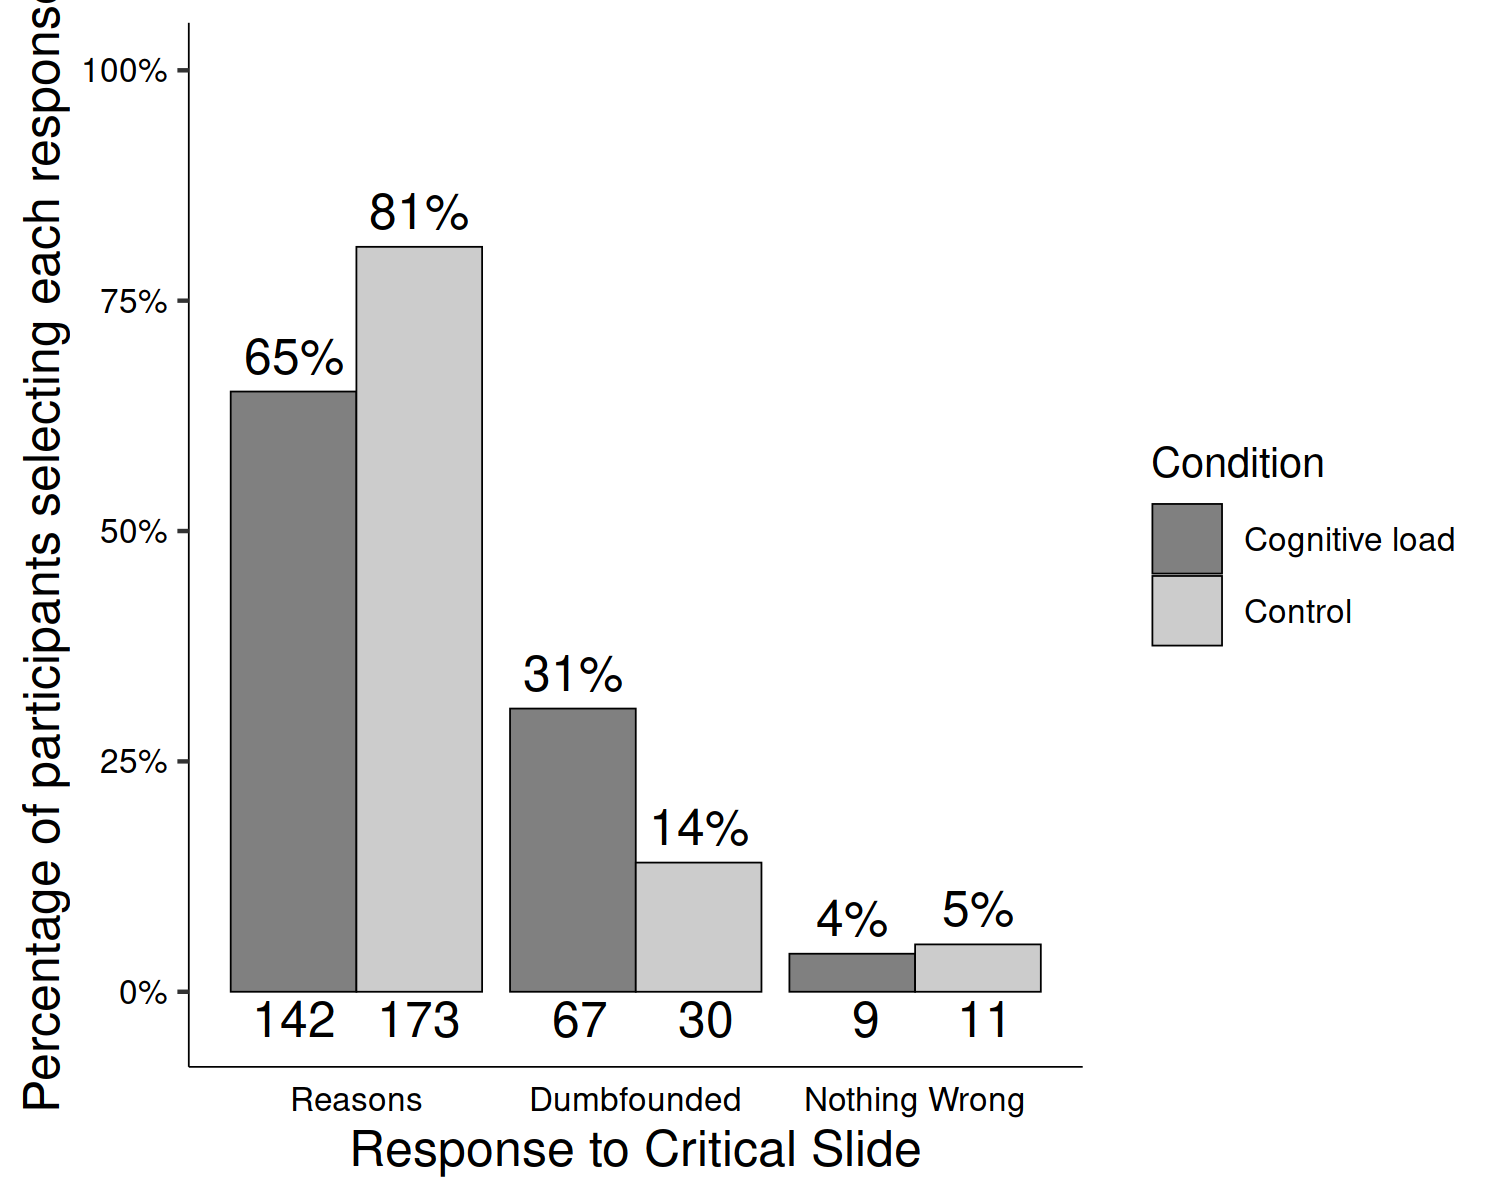 Percentage of participants selecting each response
100%
75%
50%
25%
0%
65%
81%
31%
14%
4%
5%
142
173
67
30
9
11
Reasons
Dumbfounded
Nothing Wrong
Response to Critical Slide
Condition
Cognitive load
Control